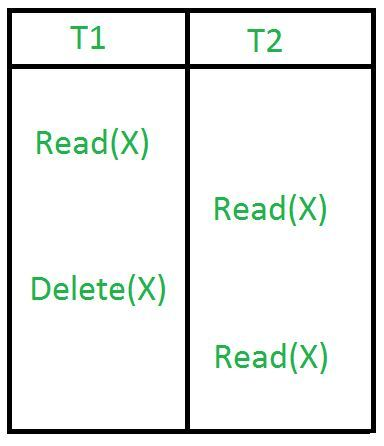 T1 T2
Read(X)
Read(X)
Delete(X)
Read(X)